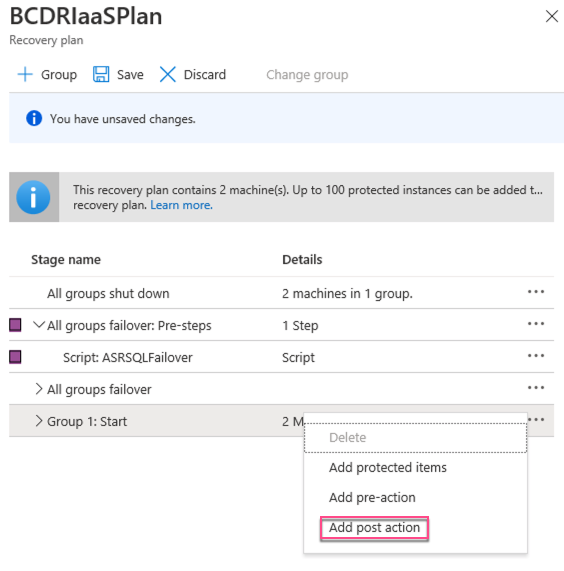 BCDRIaaSPlan
Recovery plan
Group Save Discard Change group
You have unsaved changes.
This recovery plan contains 2 machine(s). Up to 100 protected instances can be added t...
recovery plan. Learn more.
Stage name Details
All groups shut down 2 machines in 1 group.
All groups failover: Pre-steps 1 Step
Script: ASRSQLFailover Script
All groups failover
Group 1: Start 2 M
Delete
Add protected items
Add pre-action
Add post action